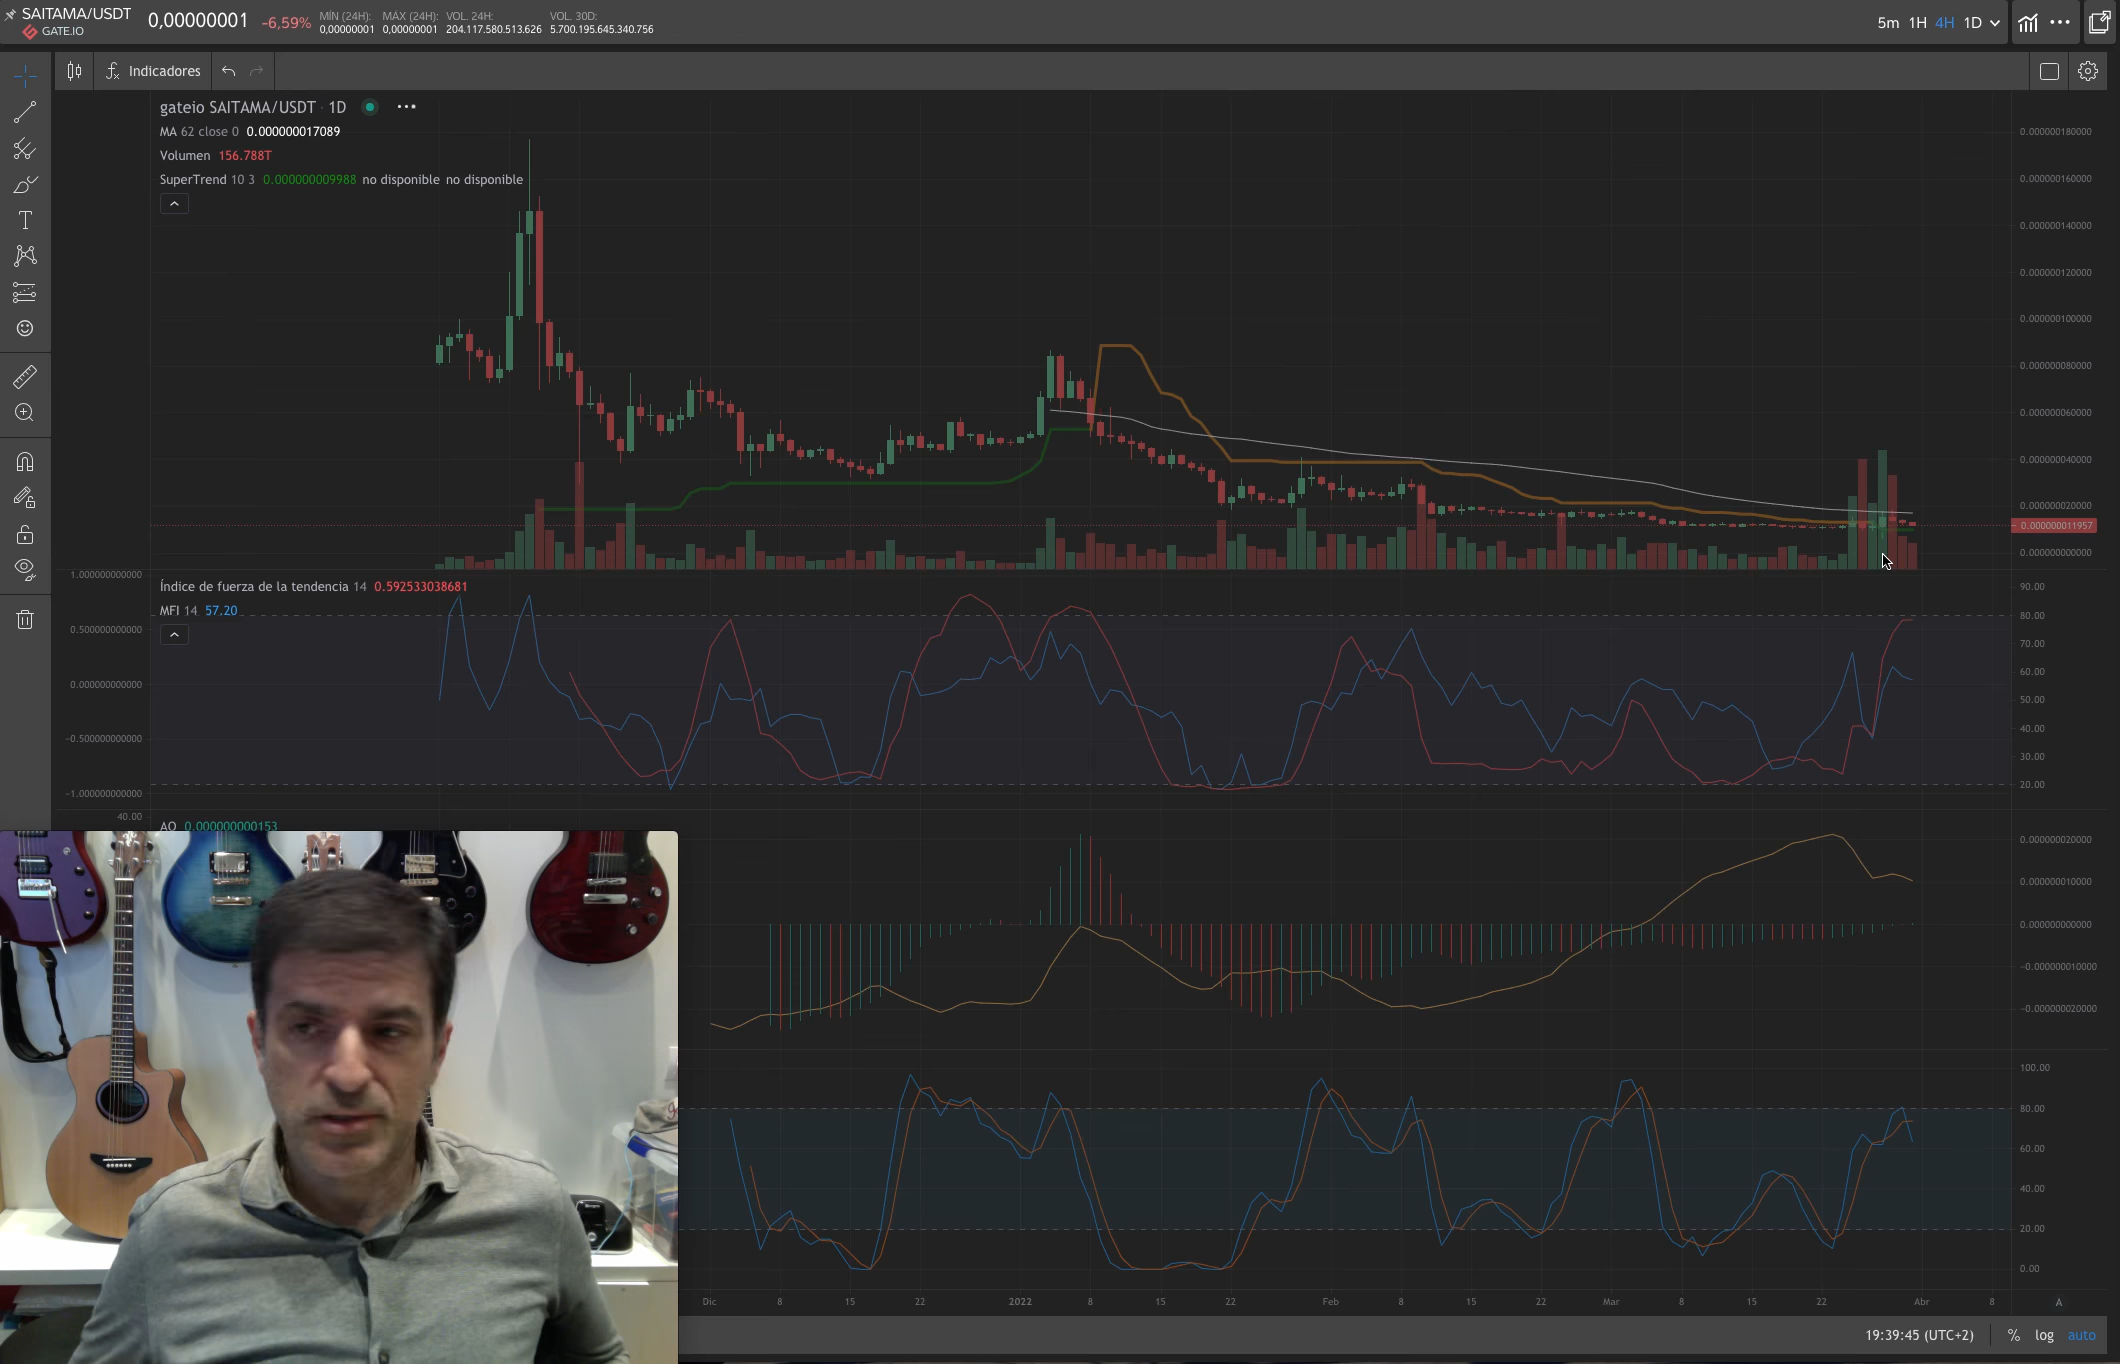 SAITAMA/USDT
GATE.IO
0,00000001 -6,59%
MÍN (24H): MÁX (24H): VOL. 24H: VOL. 30D:
0,00000001 0,00000001 204.117.580.513.626 5.700.195.645.340.756
5m 1H 4H 1D
Indicadores
gateio SAITAMA/USDT · 1D
MA 62 close 0 0.000000017089
Volumen 156.788T
SuperTrend 10 3 0.000000009988 no disponible no disponible
0.000000180000
0.000000160000
0.000000140000
0.000000120000
0.000000100000
0.000000080000
0.000000060000
0.000000040000
0.000000020000
0.000000011957
0.000000000000
Índice de fuerza de la tendencia 14 0.592533038681
MFI 14 57.20
1.000000000000
0.500000000000
0.000000000000
−0.500000000000
−1.000000000000
90.00
80.00
70.00
60.00
50.00
40.00
30.00
20.00
40.00
AO 0.000000000153
0.000000020000
0.000000010000
0.000000000000
−0.000000010000
−0.000000020000
100.00
80.00
60.00
40.00
20.00
0.00
Dic 8 15 22 2022 8 15 22 Feb 8 15 22 Mar 8 15 22 Abr 8 A
19:39:45 (UTC+2) % log auto